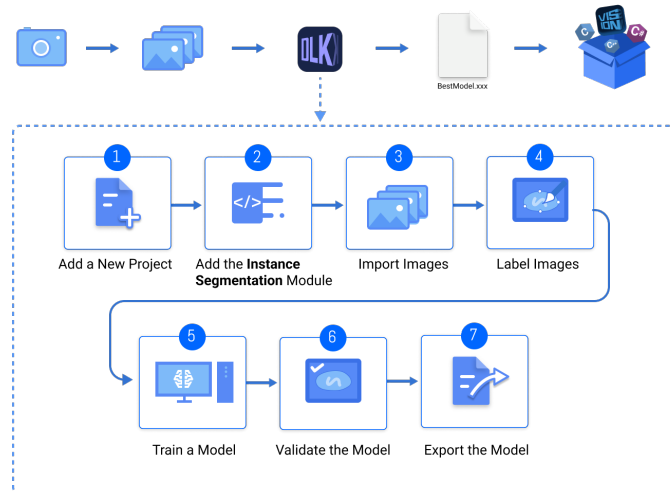 DLK
BestModel.xxx
VISION
C
C#
1
2
3
4
</>
Add a New Project
Add the Instance
Segmentation Module
Import Images
Label Images
5
6
7
Train a Model
Validate the Model
Export the Model